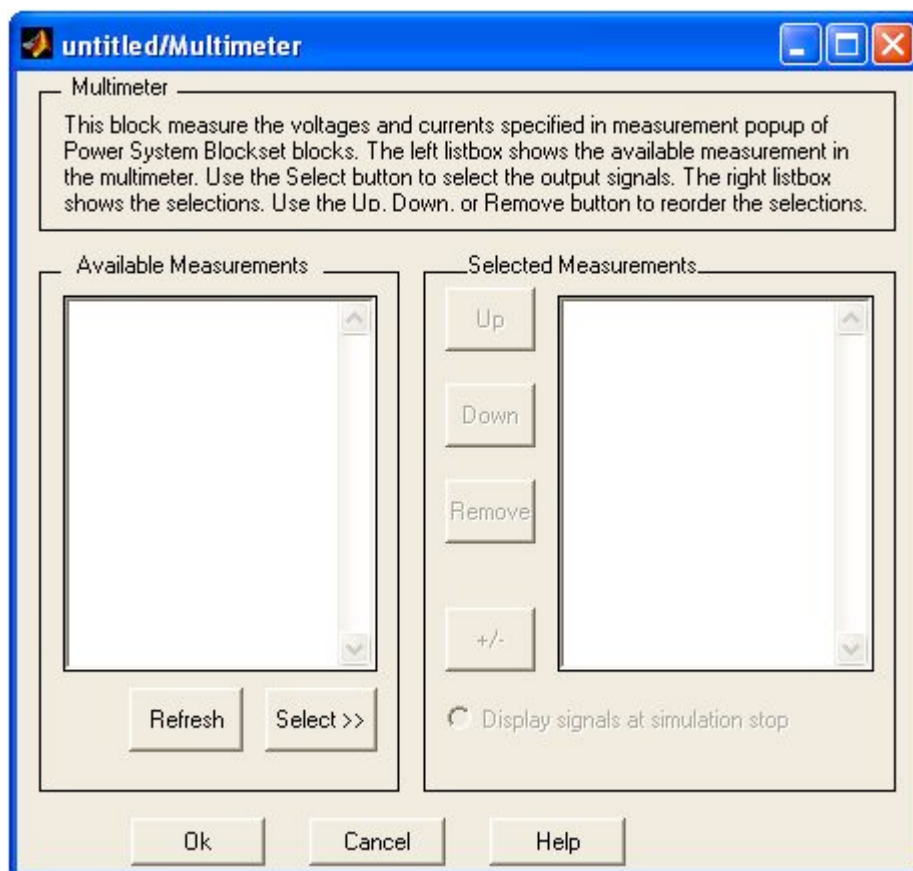 untitled/Multimeter
Multimeter
This block measure the voltages and currents specified in measurement popup of
Power System Blockset blocks. The left listbox shows the available measurement in
the multimeter. Use the Select button to select the output signals. The right listbox
shows the selections. Use the Up, Down, or Remove button to reorder the selections.
Available Measurements
Selected Measurements
Up
Down
Remove
+/-
Refresh
Select >>
Display signals at simulation stop
Ok
Cancel
Help